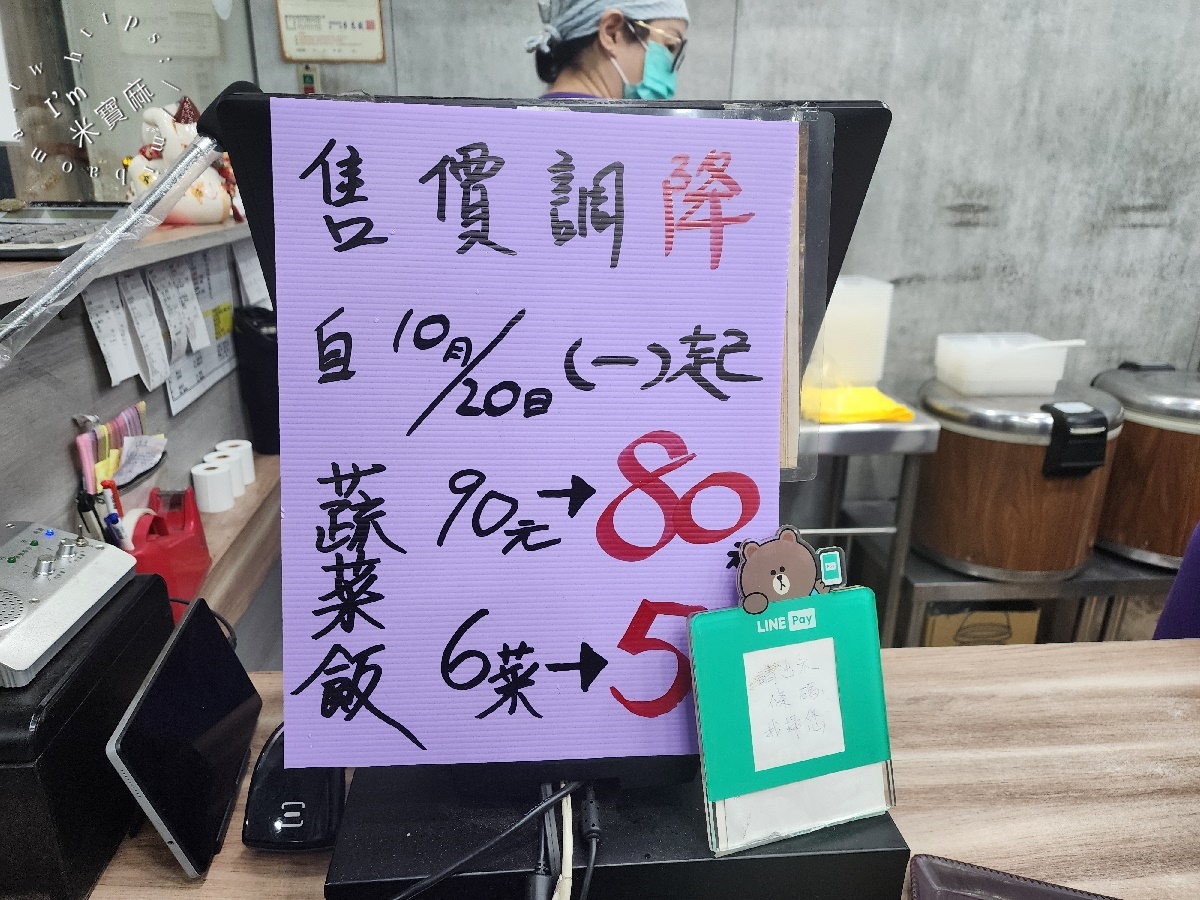 售價調降
自10月/20日(一)起
蔬菜飯
90元→80
6菜→5
LINE Pay
I'm
米寶麻